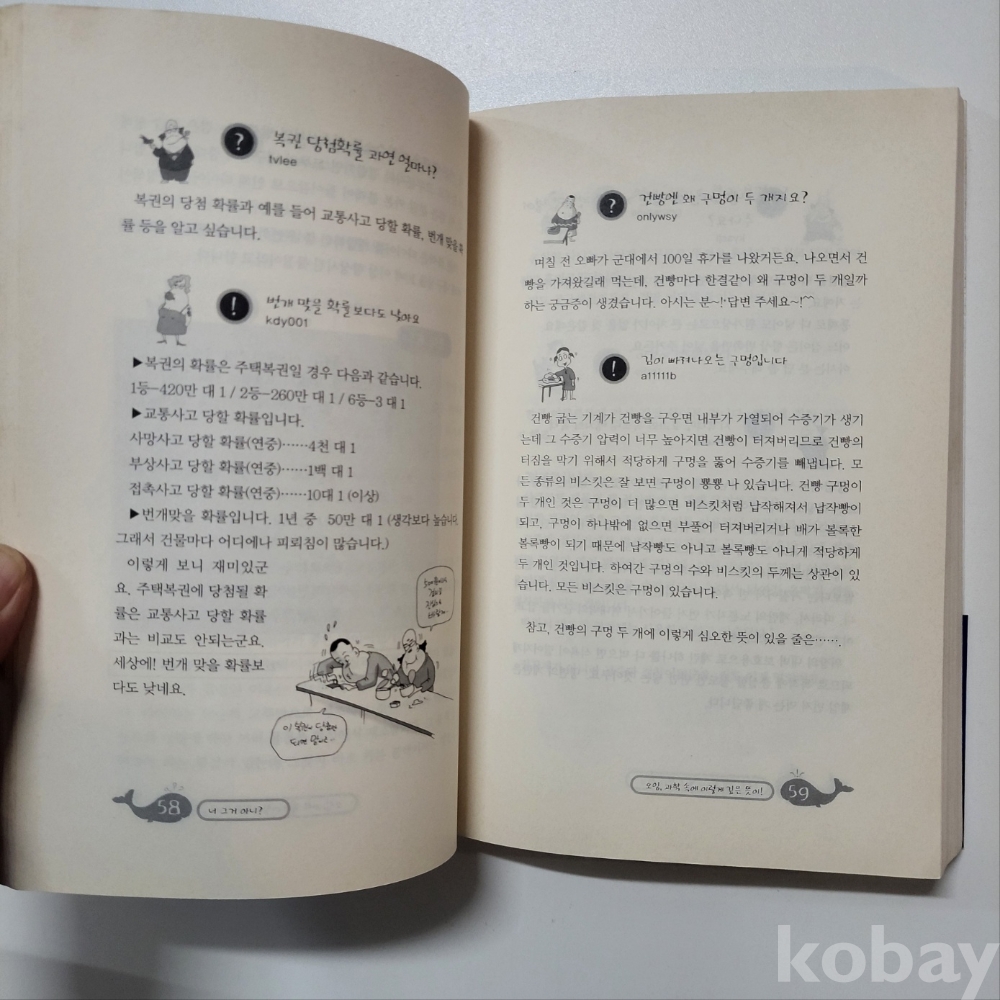 ?
복권 당첨확률 과연 얼마나?
tvlee
복권의 당첨 확률과 예를 들어 교통사고 당할 확률, 번개 맞을 확
률 등을 알고 싶습니다.
!
번개 맞을 확률보다도 낮아요
kdy001
▶복권의 확률은 주택복권일 경우 다음과 같습니다.
1등-420만 대 1 / 2등-260만 대 1 / 6등-3 대 1
▶교통사고 당할 확률입니다.
사망사고 당할 확률(연중)……4천 대 1
부상사고 당할 확률(연중)……1백 대 1
접촉사고 당할 확률(연중)……10대 1 (이상)
▶번개맞을 확률입니다. 1년 중 50만 대 1 (생각보다 높습니다.
그래서 건물마다 어디에나 피뢰침이 많습니다.)
이렇게 보니 재미있군
요. 주택복권에 당첨될 확
률은 교통사고 당할 확률
과는 비교도 안되는군요.
세상에! 번개 맞을 확률보
다도 낮네요.
58
너 그거 아니?
?
건빵엔 왜 구멍이 두 개지요?
onlywsy
며칠 전 오빠가 군대에서 100일 휴가를 나왔거든요. 나오면서 건
빵을 가져왔길래 먹는데, 건빵마다 한결같이 왜 구멍이 두 개일까
하는 궁금증이 생겼습니다. 아시는 분~! 답변 주세요~!^^
!
김이 빠져나오는 구멍입니다
a11111b
건빵 굽는 기계가 건빵을 구우면 내부가 가열되어 수증기가 생기
는데 그 수증기 압력이 너무 높아지면 건빵이 터져버리므로 건빵의
터짐을 막기 위해서 적당하게 구멍을 뚫어 수증기를 빼냅니다. 모
든 종류의 비스킷은 잘 보면 구멍이 뽕뽕 나 있습니다. 건빵 구멍이
두 개인 것은 구멍이 더 많으면 비스킷처럼 납작해져서 납작빵이
되고, 구멍이 하나밖에 없으면 부풀어 터져버리거나 배가 볼록한
볼록빵이 되기 때문에 납작빵도 아니고 볼록빵도 아니게 적당하게
두 개인 것입니다. 하여간 구멍의 수와 비스킷의 두께는 상관이 있
습니다. 모든 비스킷은 구멍이 있습니다.
참고, 건빵의 구멍 두 개에 이렇게 심오한 뜻이 있을 줄은…….
오잉, 과학 속에 이렇게 깊은 뜻이!
59
kobay